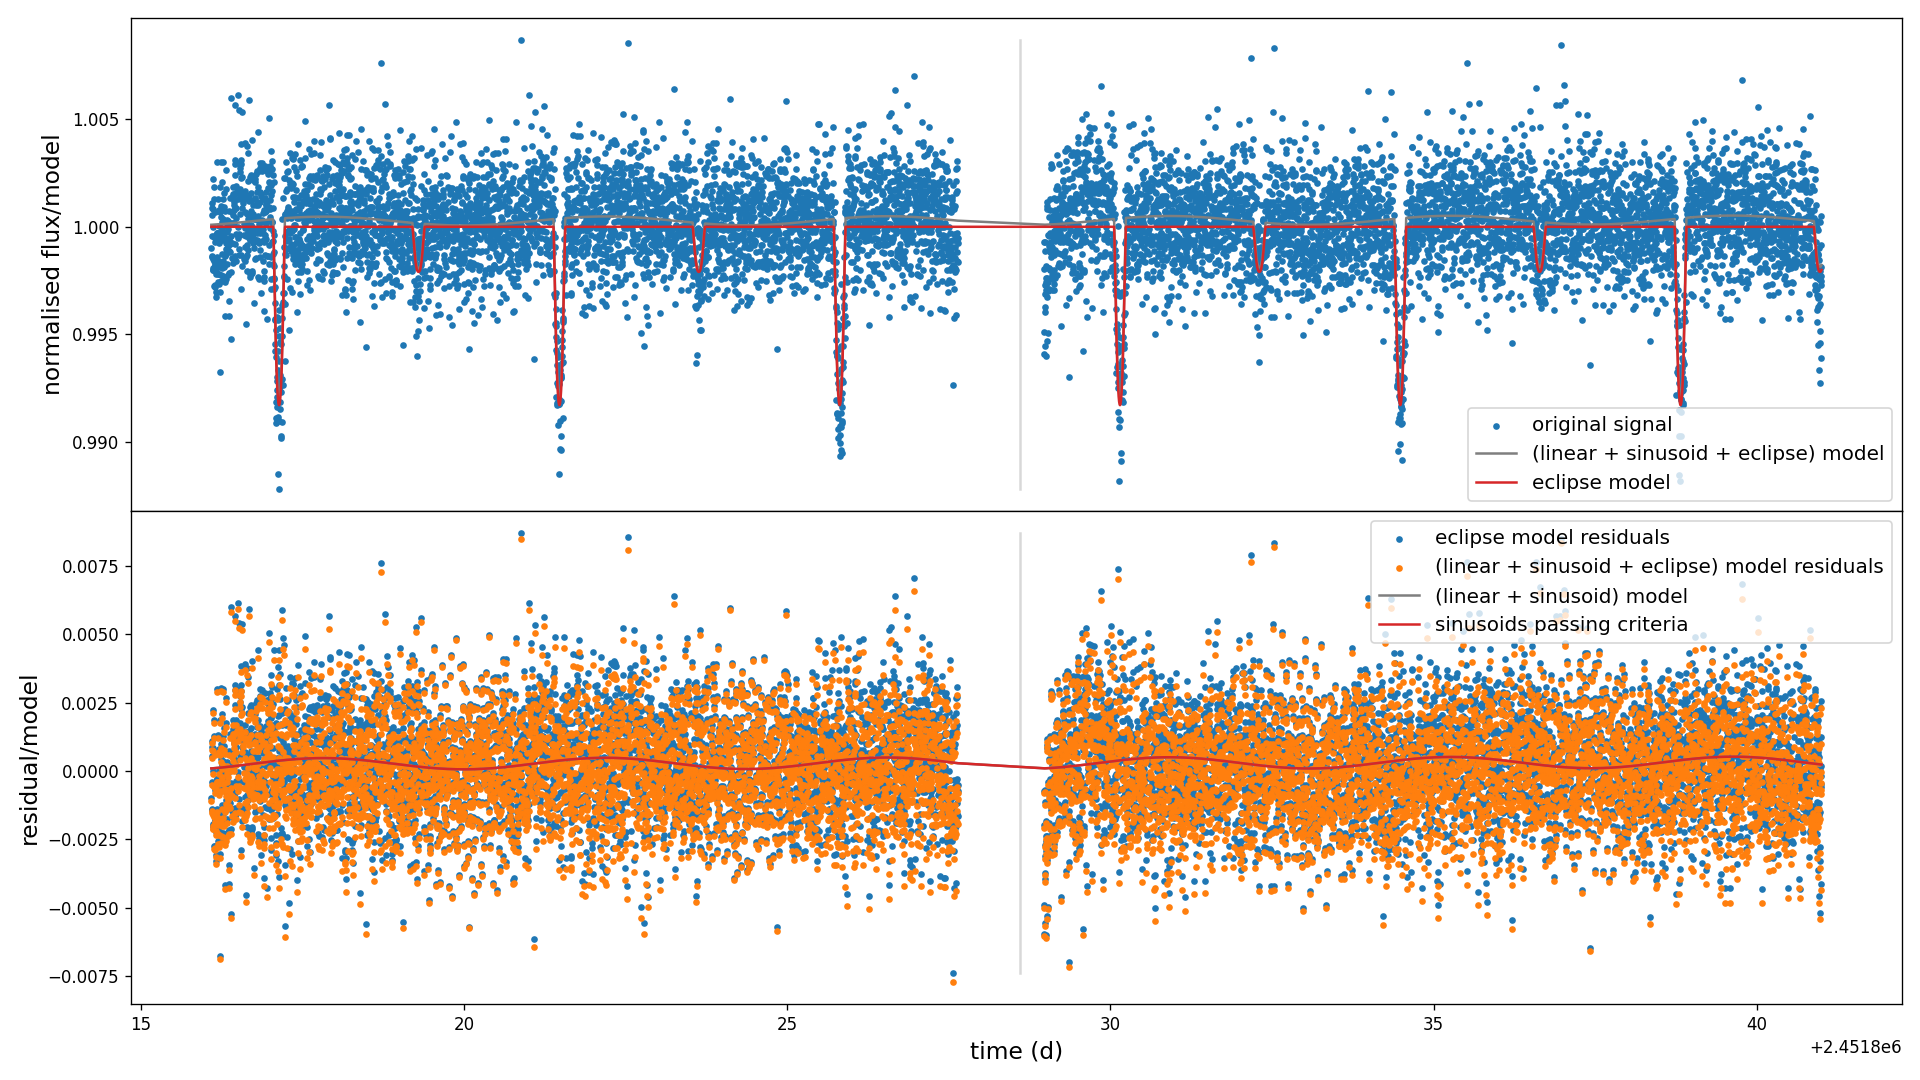 normalised flux/model
1.005
1.000
0.995
0.990
original signal
(linear + sinusoid + eclipse) model
eclipse model
residual/model
0.0075
0.0050
0.0025
0.0000
−0.0025
−0.0050
−0.0075
eclipse model residuals
(linear + sinusoid + eclipse) model residuals
(linear + sinusoid) model
sinusoids passing criteria
15 20 25 30 35 40
time (d)
+2.4518e6